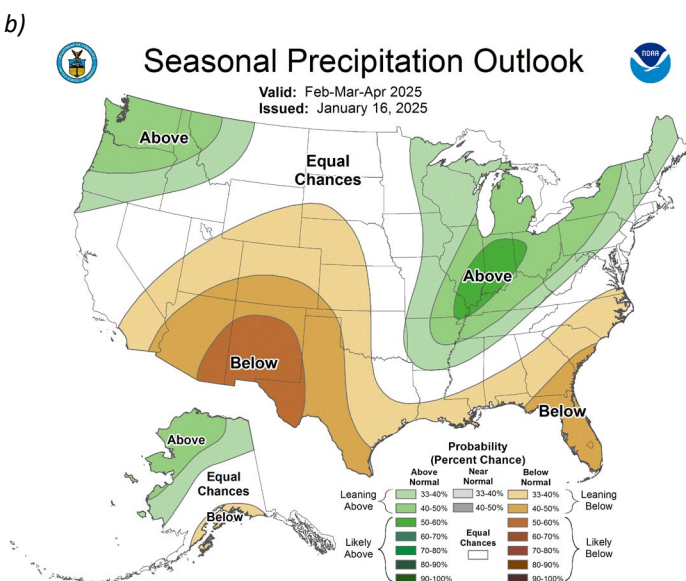 b)
NOAA
Seasonal Precipitation Outlook
Valid: Feb-Mar-Apr 2025
Issued: January 16, 2025
Above
Equal
Chances
Above
Below
Below
Above
Equal
Chances
Below
Probability
(Percent Chance)
Above Normal
Near Normal
Below Normal
Leaning Above
33-40%
33-40%
33-40%
Leaning Below
40-50%
40-50%
40-50%
Likely Above
50-60%
Equal Chances
50-60%
Likely Below
60-70%
60-70%
70-80%
70-80%
80-90%
80-90%
90-100%
90-100%